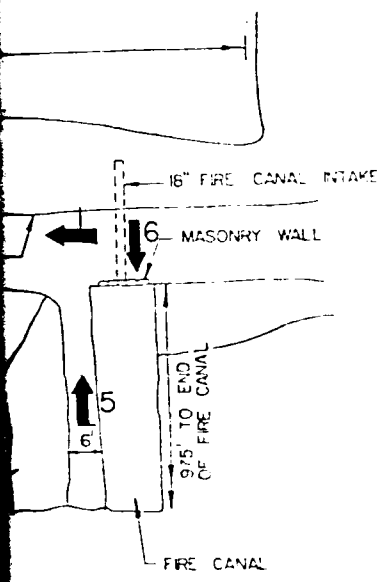 18" FIRE CANAL INTAKE
6
MASONRY WALL
975' TO END
OF FIRE CANAL
5
6'
FIRE CANAL